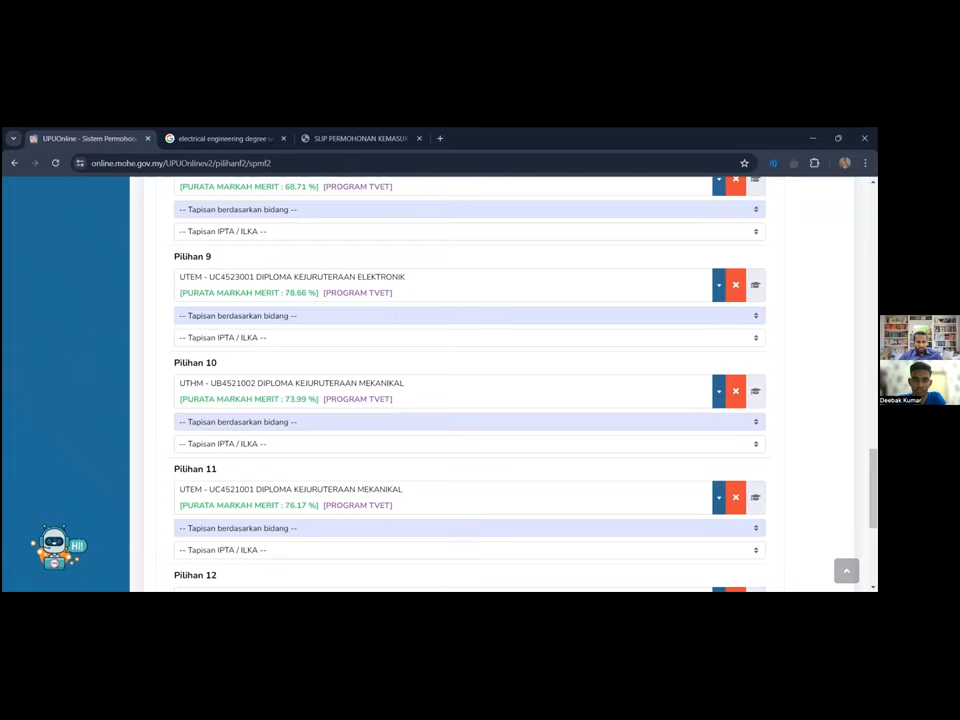 UPUOnline - Sistem Permohon
electrical engineering degree u
SLIP PERMOHONAN KEMASUK
online.mohe.gov.my/UPUOnlinev2/pilihanf2/spmf2
[PURATA MARKAH MERIT : 68.71 %] [PROGRAM TVET]
-- Tapisan berdasarkan bidang --
-- Tapisan IPTA / ILKA --
Pilihan 9
UTEM - UC4523001 DIPLOMA KEJURUTERAAN ELEKTRONIK
[PURATA MARKAH MERIT : 78.66 %] [PROGRAM TVET]
-- Tapisan berdasarkan bidang --
-- Tapisan IPTA / ILKA --
Pilihan 10
UTHM - UB4521002 DIPLOMA KEJURUTERAAN MEKANIKAL
[PURATA MARKAH MERIT : 73.99 %] [PROGRAM TVET]
-- Tapisan berdasarkan bidang --
-- Tapisan IPTA / ILKA --
Pilihan 11
UTEM - UC4521001 DIPLOMA KEJURUTERAAN MEKANIKAL
[PURATA MARKAH MERIT : 76.17 %] [PROGRAM TVET]
-- Tapisan berdasarkan bidang --
-- Tapisan IPTA / ILKA --
Pilihan 12
HI!
Deebak Kumar